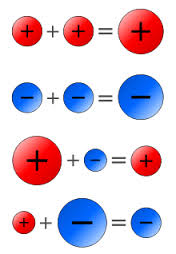 + + + = +
− + − = −
+ + − = +
+ + − = −